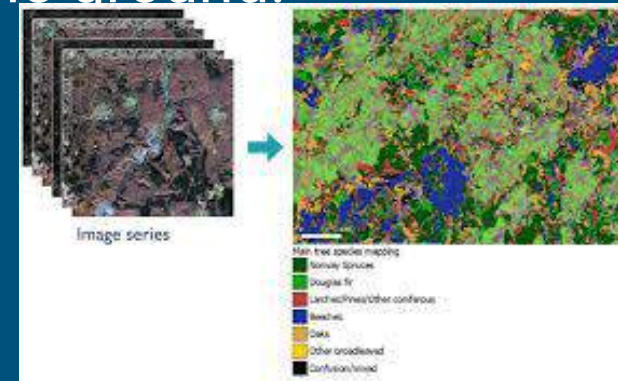 Image series
Main tree species mapping
Norway Spruces
Douglas fir
Larches/Pines/Other coniferous
Beeches
Oaks
Other broadleaved
Confusion/mixed